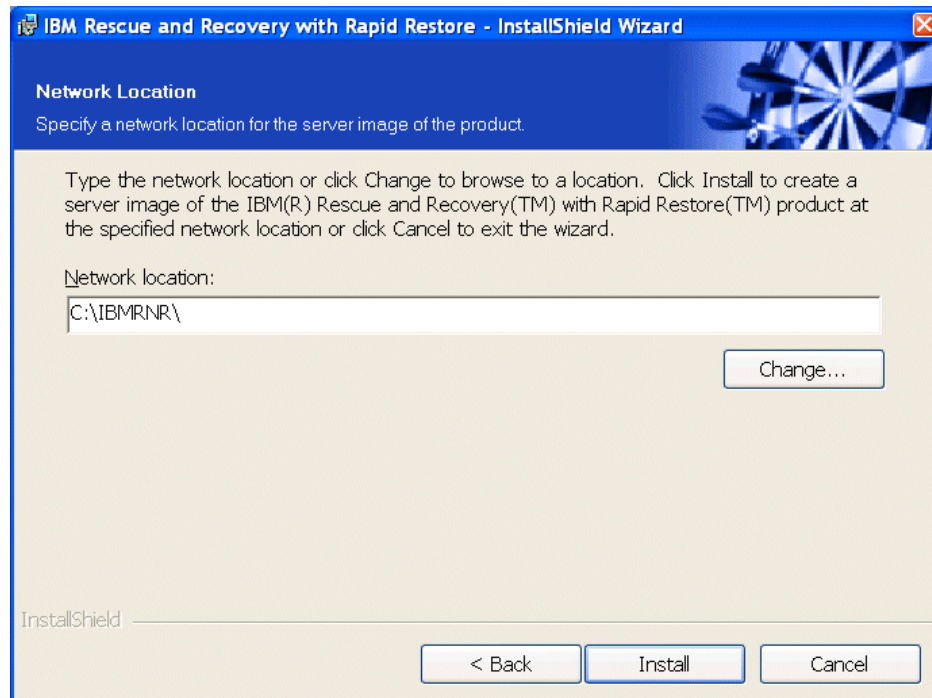 IBM Rescue and Recovery with Rapid Restore - InstallShield Wizard
Network Location
Specify a network location for the server image of the product.
Type the network location or click Change to browse to a location. Click Install to create a
server image of the IBM(R) Rescue and Recovery(TM) with Rapid Restore(TM) product at
the specified network location or click Cancel to exit the wizard.
Network location:
C:\IBMRNR\
Change...
InstallShield
< Back
Install
Cancel